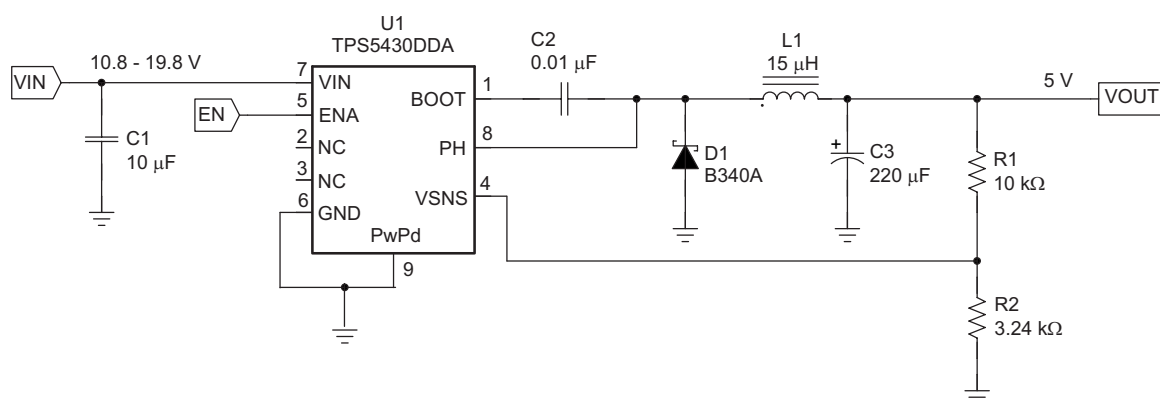 U1
TPS5430DDA
VIN
10.8 - 19.8 V
7
VIN
EN
5
ENA
2
NC
3
NC
6
GND
BOOT
1
PH
8
VSNS
4
PwPd
9
C1
10 µF
C2
0.01 µF
L1
15 µH
D1
B340A
+
C3
220 µF
5 V
VOUT
R1
10 kΩ
R2
3.24 kΩ